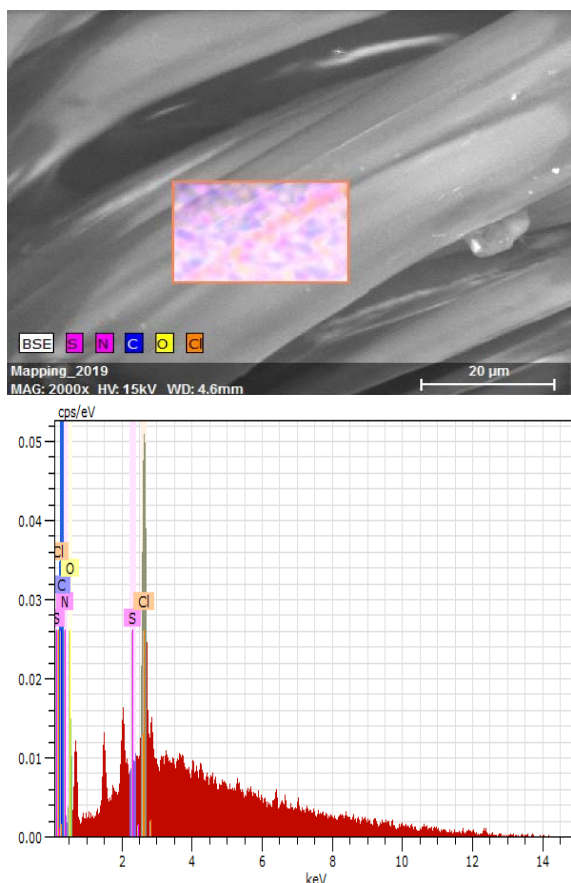 BSE S N C O Cl
Mapping_2019
MAG: 2000x HV: 15kV WD: 4.6mm
20 µm
cps/eV
0.05
0.04
Cl
O
C
0.03
N
Cl
S S
0.02
0.01
0.00
2 4 6 8 10 12 14
keV